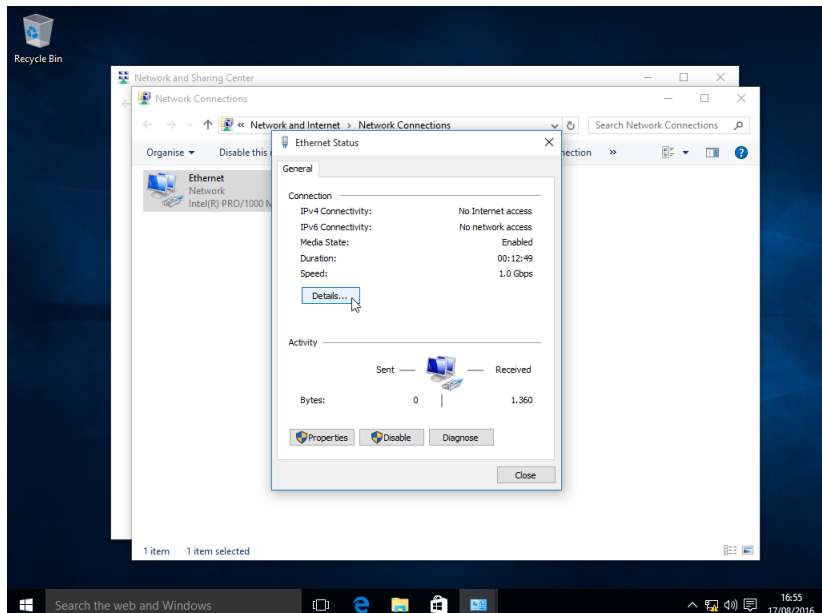 Recycle Bin
Network and Sharing Center
Network Connections
« Network and Internet > Network Connections
Search Network Connections
Organise
Disable this
nection
»
Ethernet
Network
Intel(R) PRO/1000 M
Ethernet Status
General
Connection
IPv4 Connectivity: No Internet access
IPv6 Connectivity: No network access
Media State: Enabled
Duration: 00:12:49
Speed: 1.0 Gbps
Details...
Activity
Sent — — Received
Bytes: 0 | 1.360
Properties Disable Diagnose
Close
1 item 1 item selected
Search the web and Windows
16:55
17/08/2016